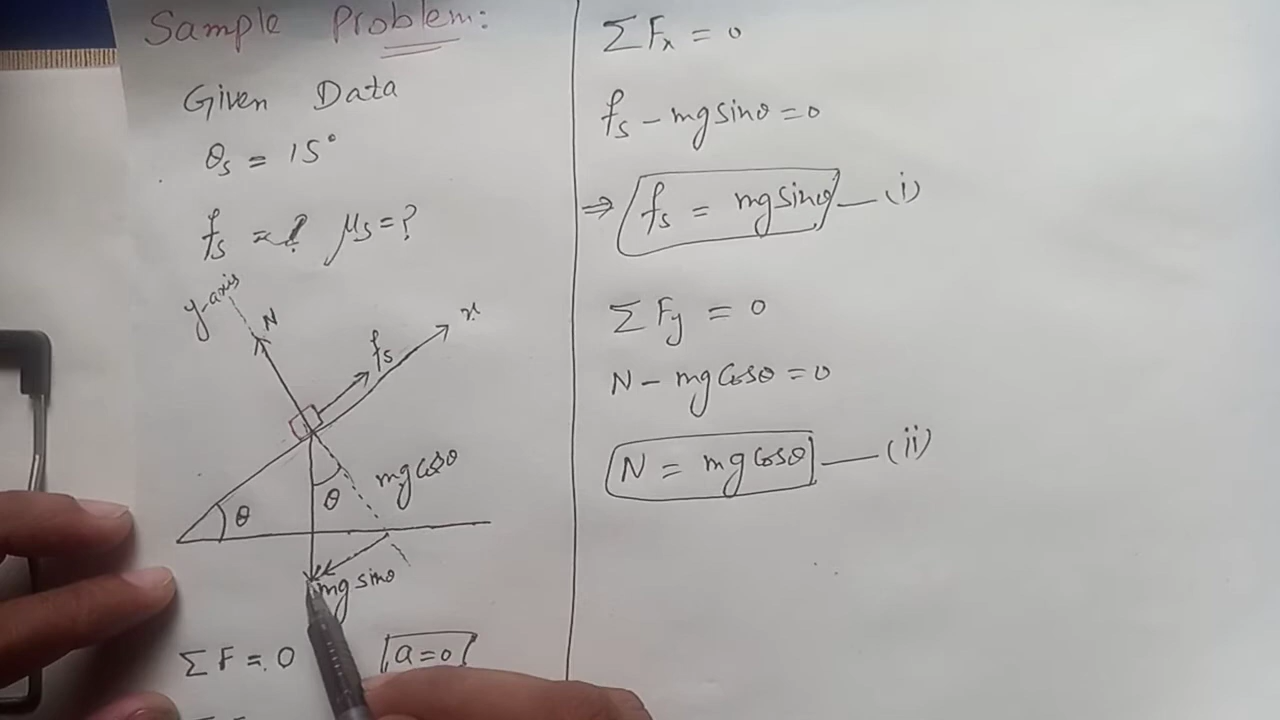 Sample Problem:
Given Data
θs = 15°
fs = ? μs = ?
y-axis
N
fs
x
mg cosθ
θ
θ
mg sinθ
ΣF = 0 a=0
ΣFx = 0
fs - mg sinθ = 0
⇒ fs = mg sinθ — (i)
ΣFy = 0
N - mg cosθ = 0
N = mg cosθ — (ii)